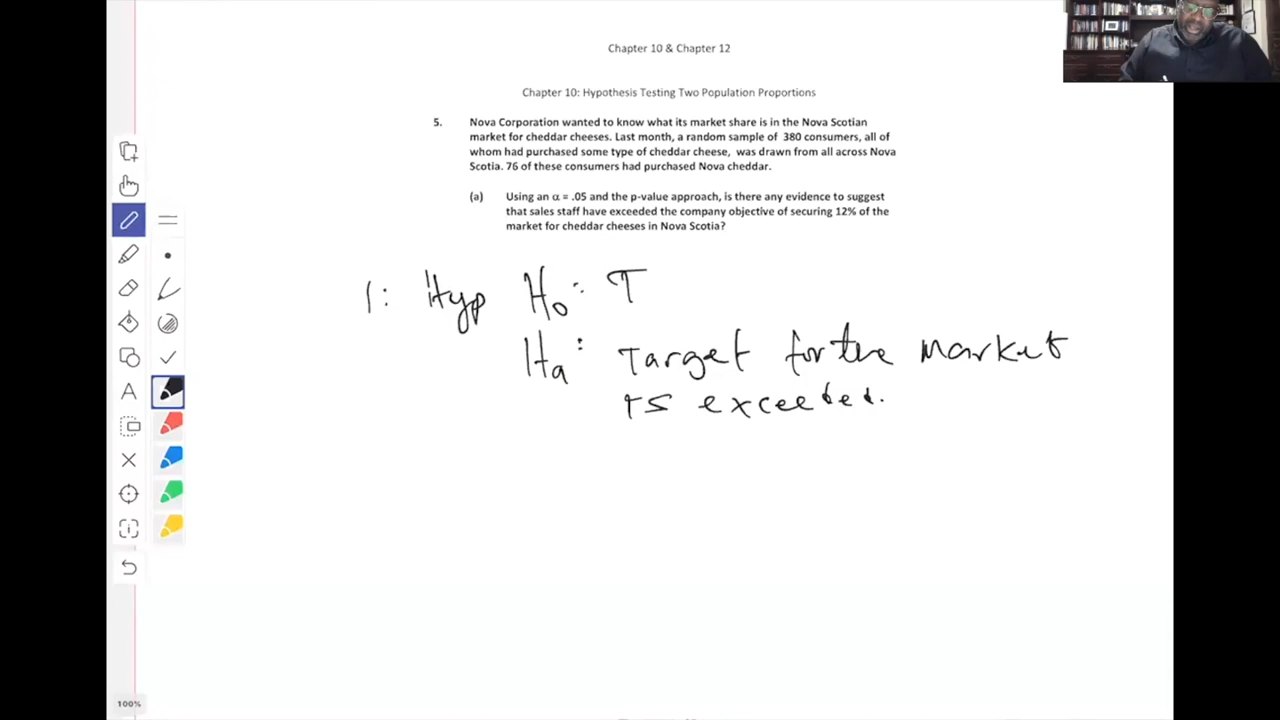 Chapter 10 & Chapter 12
Chapter 10: Hypothesis Testing Two Population Proportions
5. Nova Corporation wanted to know what its market share is in the Nova Scotian
market for cheddar cheeses. Last month, a random sample of 380 consumers, all of
whom had purchased some type of cheddar cheese, was drawn from all across Nova
Scotia. 76 of these consumers had purchased Nova cheddar.
(a) Using an α = .05 and the p-value approach, is there any evidence to suggest
that sales staff have exceeded the company objective of securing 12% of the
market for cheddar cheeses in Nova Scotia?
1: Hyp H0: T
Ha: Target for the market
is exceeded.
A
100%